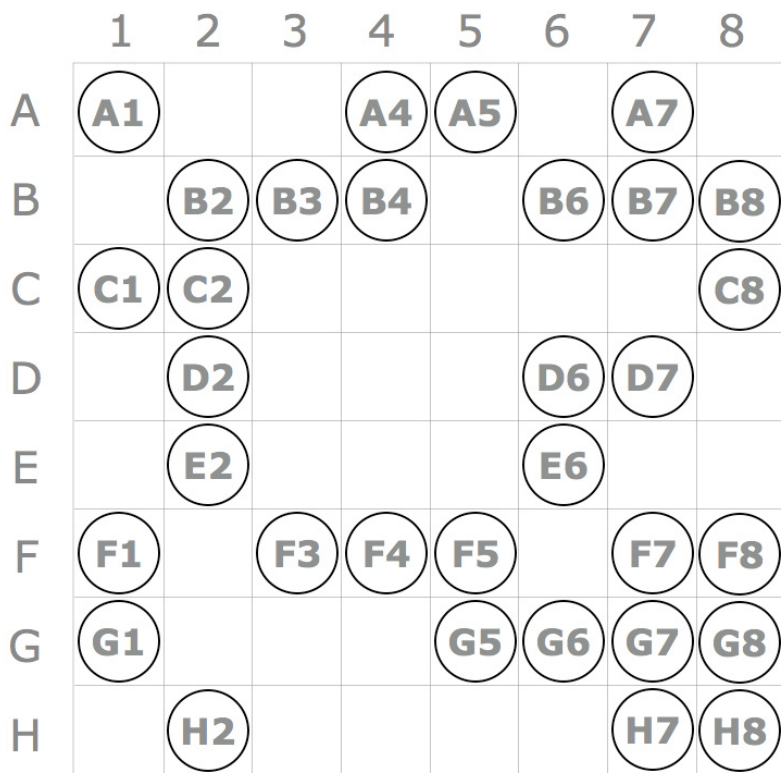 1 2 3 4 5 6 7 8
A A1 A4 A5 A7
B B2 B3 B4 B6 B7 B8
C C1 C2 C8
D D2 D6 D7
E E2 E6
F F1 F3 F4 F5 F7 F8
G G1 G5 G6 G7 G8
H H2 H7 H8